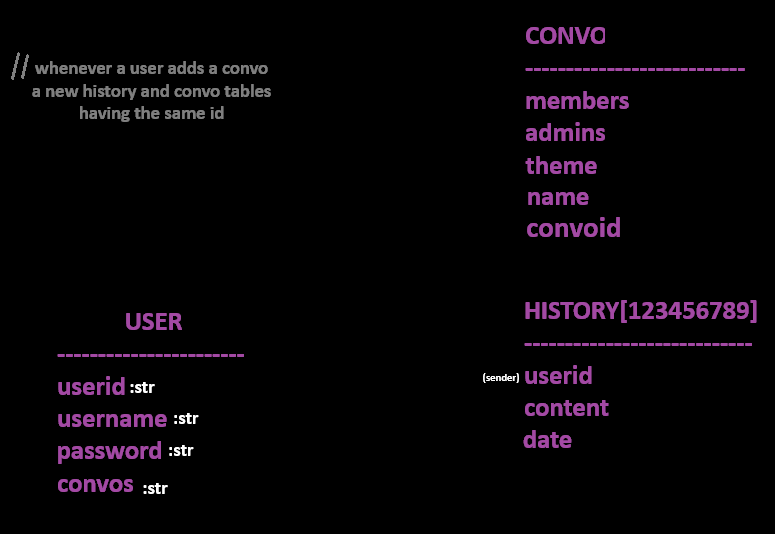 // whenever a user adds a convo
a new history and convo tables
having the same id
CONVO
---------------------------
members
admins
theme
name
convoid
USER
-----------------------
userid :str
username :str
password :str
convos :str
HISTORY[123456789]
----------------------------
(sender) userid
content
date